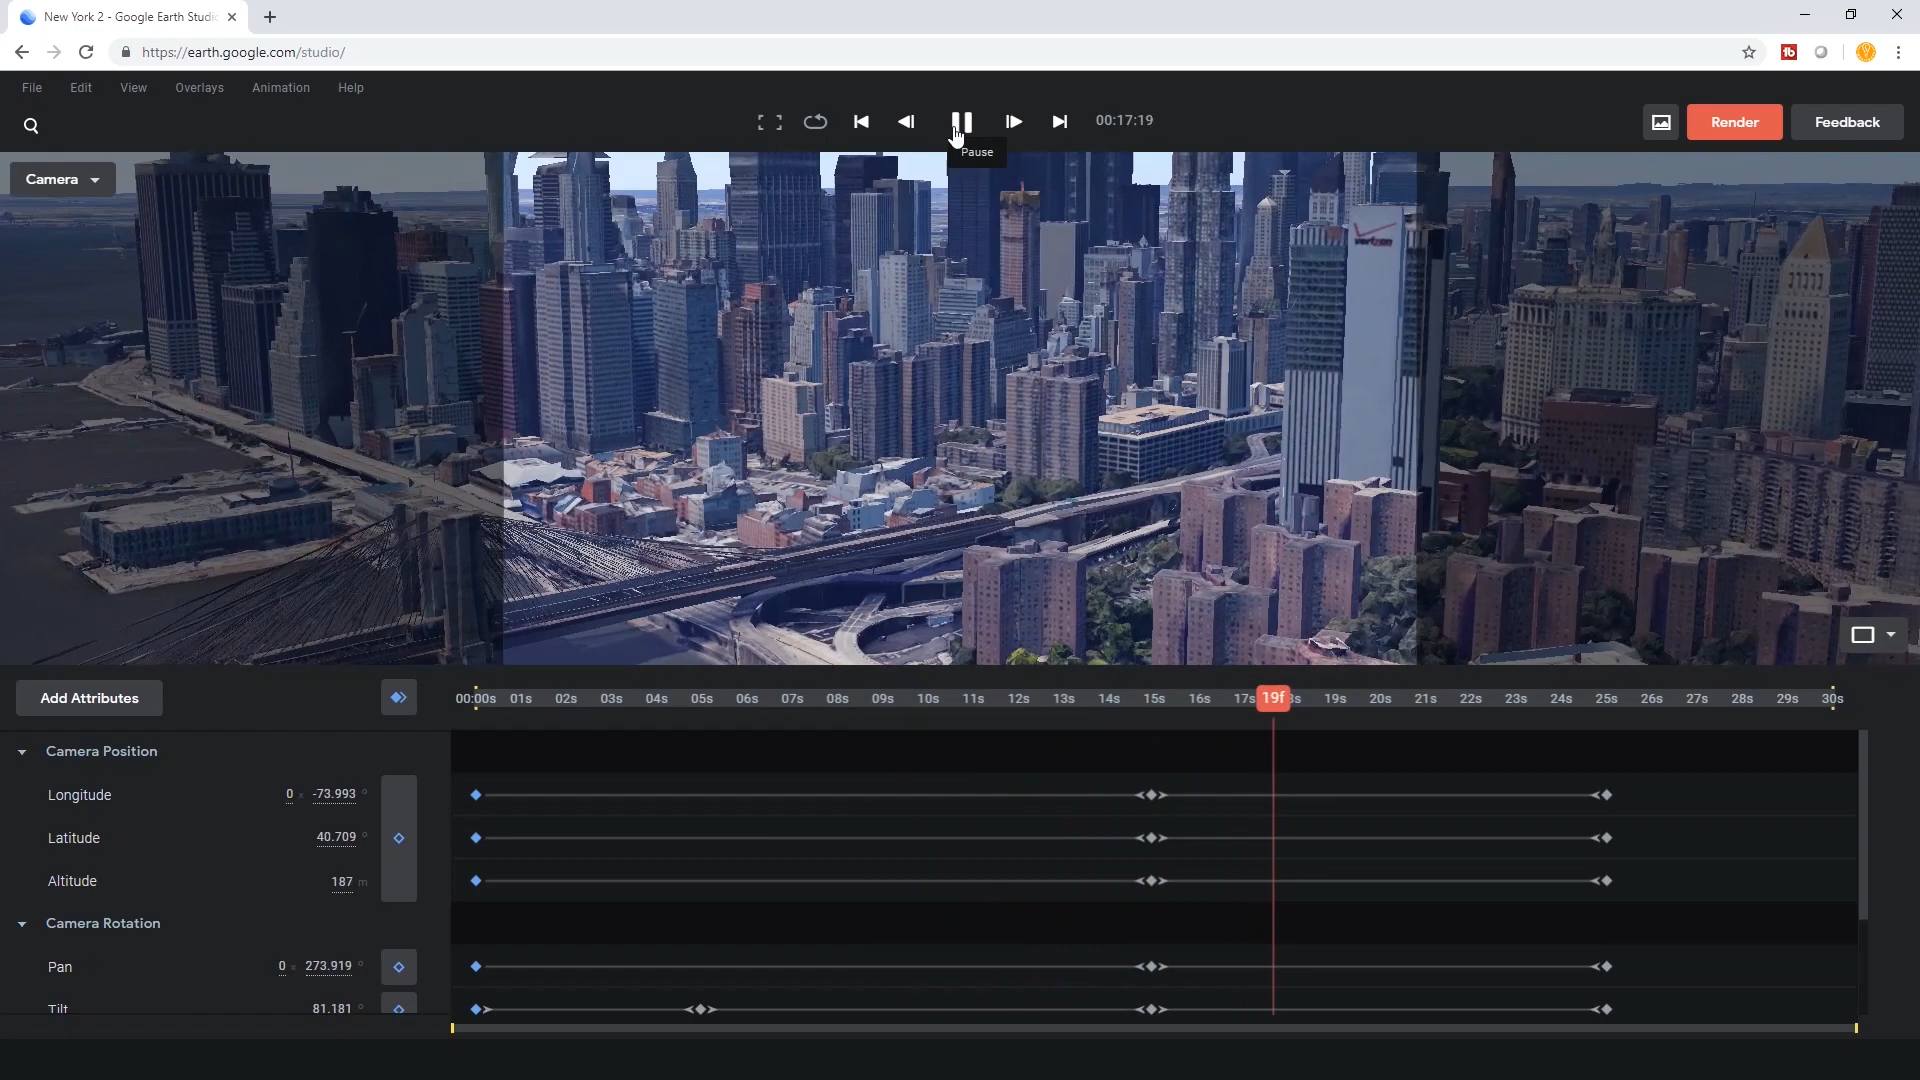 New York 2 - Google Earth Studio
https://earth.google.com/studio/
File Edit View Overlays Animation Help
00:17:19
Render
Feedback
Pause
Camera
verizon
Add Attributes
00:00s 01s 02s 03s 04s 05s 06s 07s 08s 09s 10s 11s 12s 13s 14s 15s 16s 17s 19f 8s 19s 20s 21s 22s 23s 24s 25s 26s 27s 28s 29s 30s
Camera Position
Longitude 0 x -73.993 °
Latitude 40.709 °
Altitude 187 m
Camera Rotation
Pan 0 x 273.919 °
Tilt 81.181 °